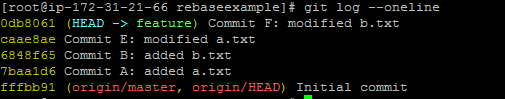 [root@ip-172-31-21-66 rebaseexample]# git log --oneline
0db8061 (HEAD -> feature) Commit F: modified b.txt
caae8ae Commit E: modified a.txt
6848f65 Commit B: added b.txt
7baa1d6 Commit A: added a.txt
fffbb91 (origin/master, origin/HEAD) Initial commit